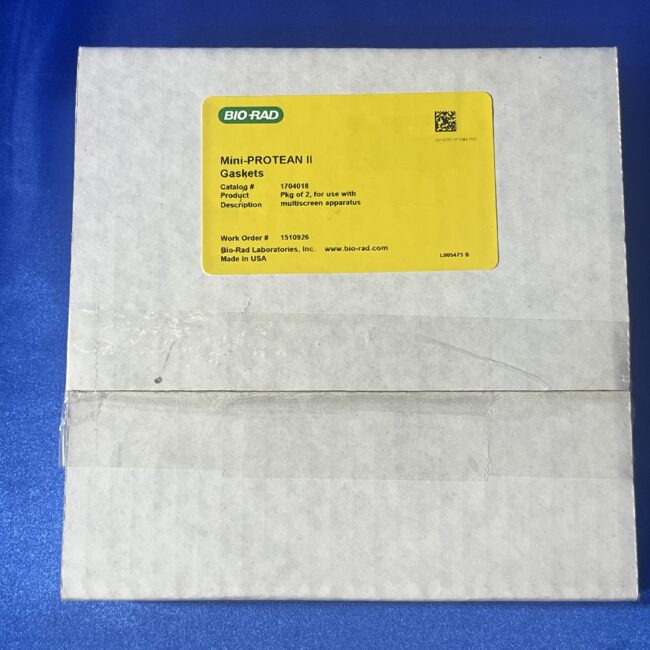 BIO-RAD
Mini-PROTEAN II
Gaskets
Catalog # 1704018
Product Pkg of 2, for use with
Description multiscreen apparatus
Work Order # 1510926
Bio-Rad Laboratories, Inc. www.bio-rad.com
Made in USA
L005473 B